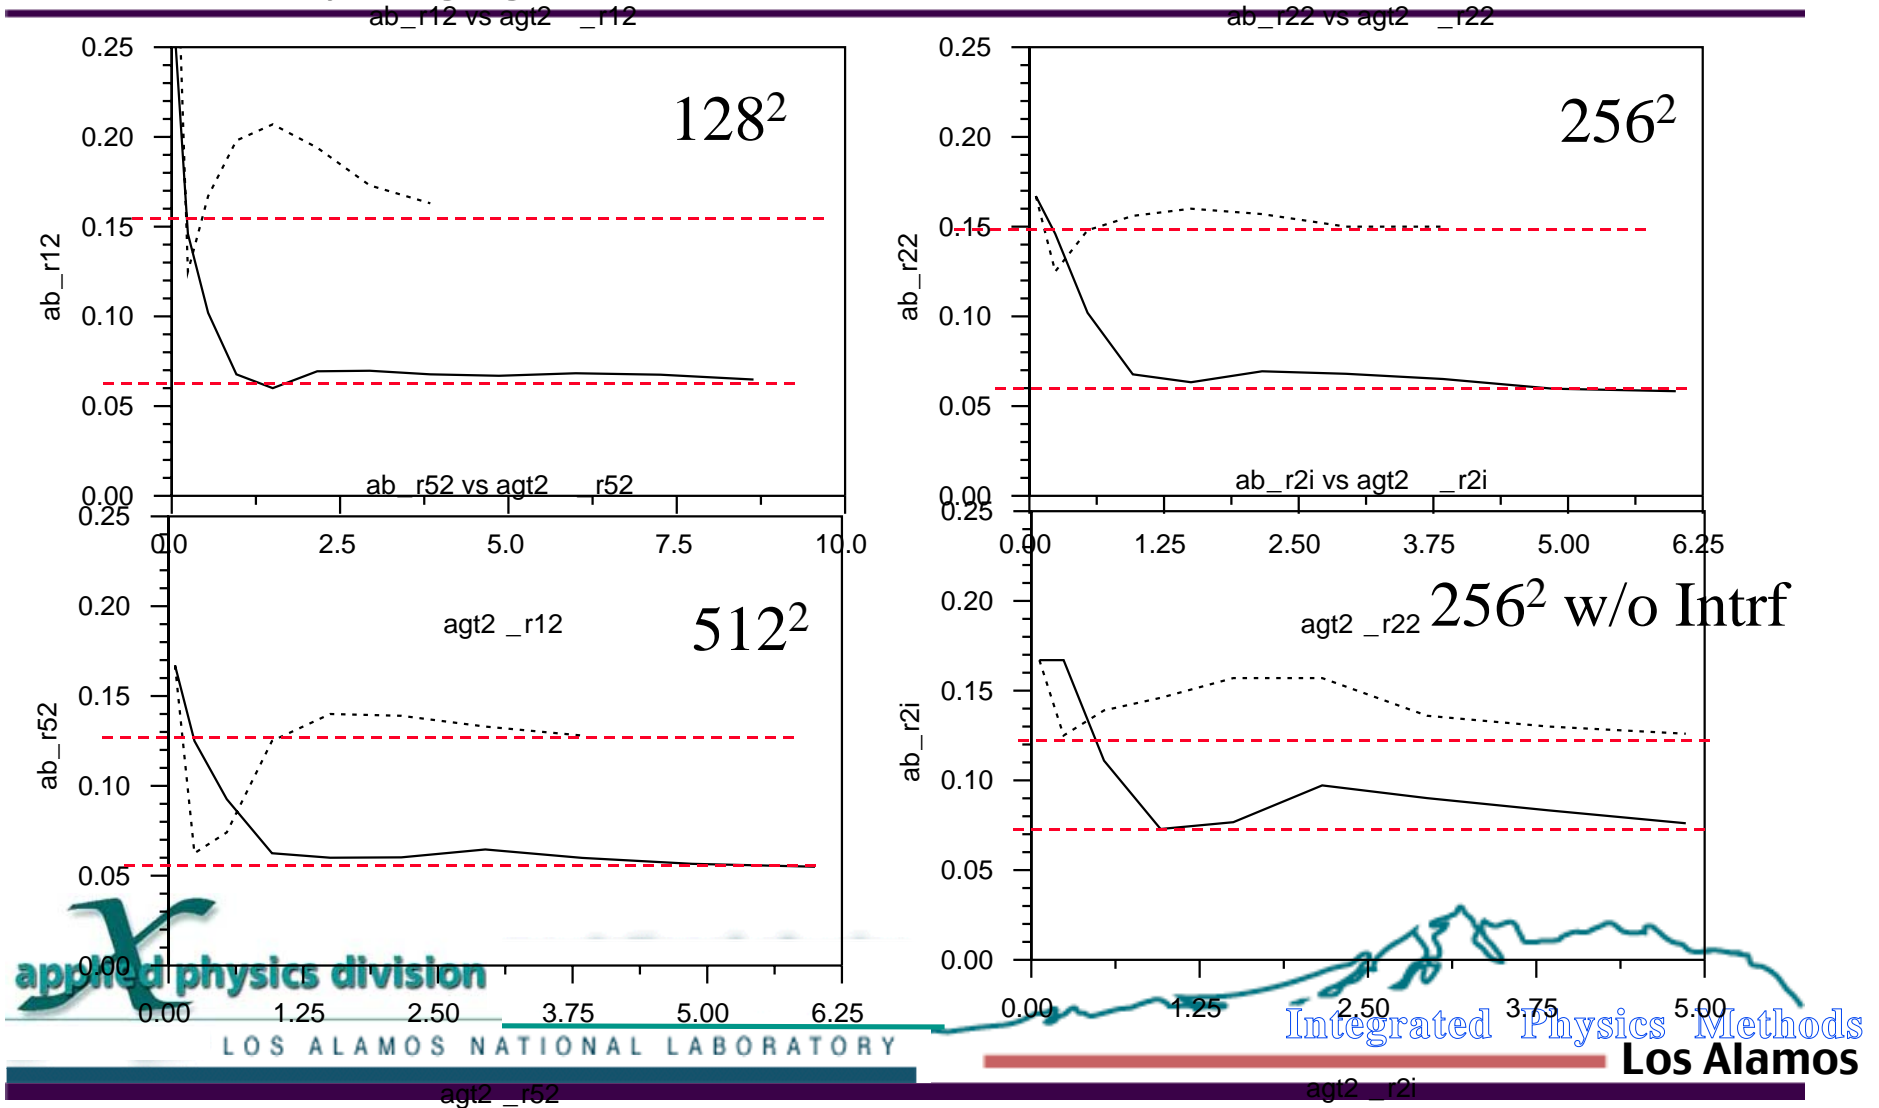 ab_r12 vs agt2 _r12
0.25
0.20
0.15
0.10
0.05
0.00
ab_r12
128²
0.0 2.5 5.0 7.5 10.0
agt2 _r12
ab_r22 vs agt2 _r22
0.25
0.20
0.15
0.10
0.05
0.00
ab_r22
256²
0.00 1.25 2.50 3.75 5.00 6.25
agt2 _r22
ab_r52 vs agt2 _r52
0.25
0.20
0.15
0.10
0.05
0.00
ab_r52
512²
0.00 1.25 2.50 3.75 5.00 6.25
agt2 _r52
ab_r2i vs agt2 _r2i
0.25
0.20
0.15
0.10
0.05
0.00
ab_r2i
256² w/o Intrf
0.00 1.25 2.50 3.75 5.00
agt2 _r2i
applied physics division
LOS ALAMOS NATIONAL LABORATORY
Integrated Physics Methods
Los Alamos